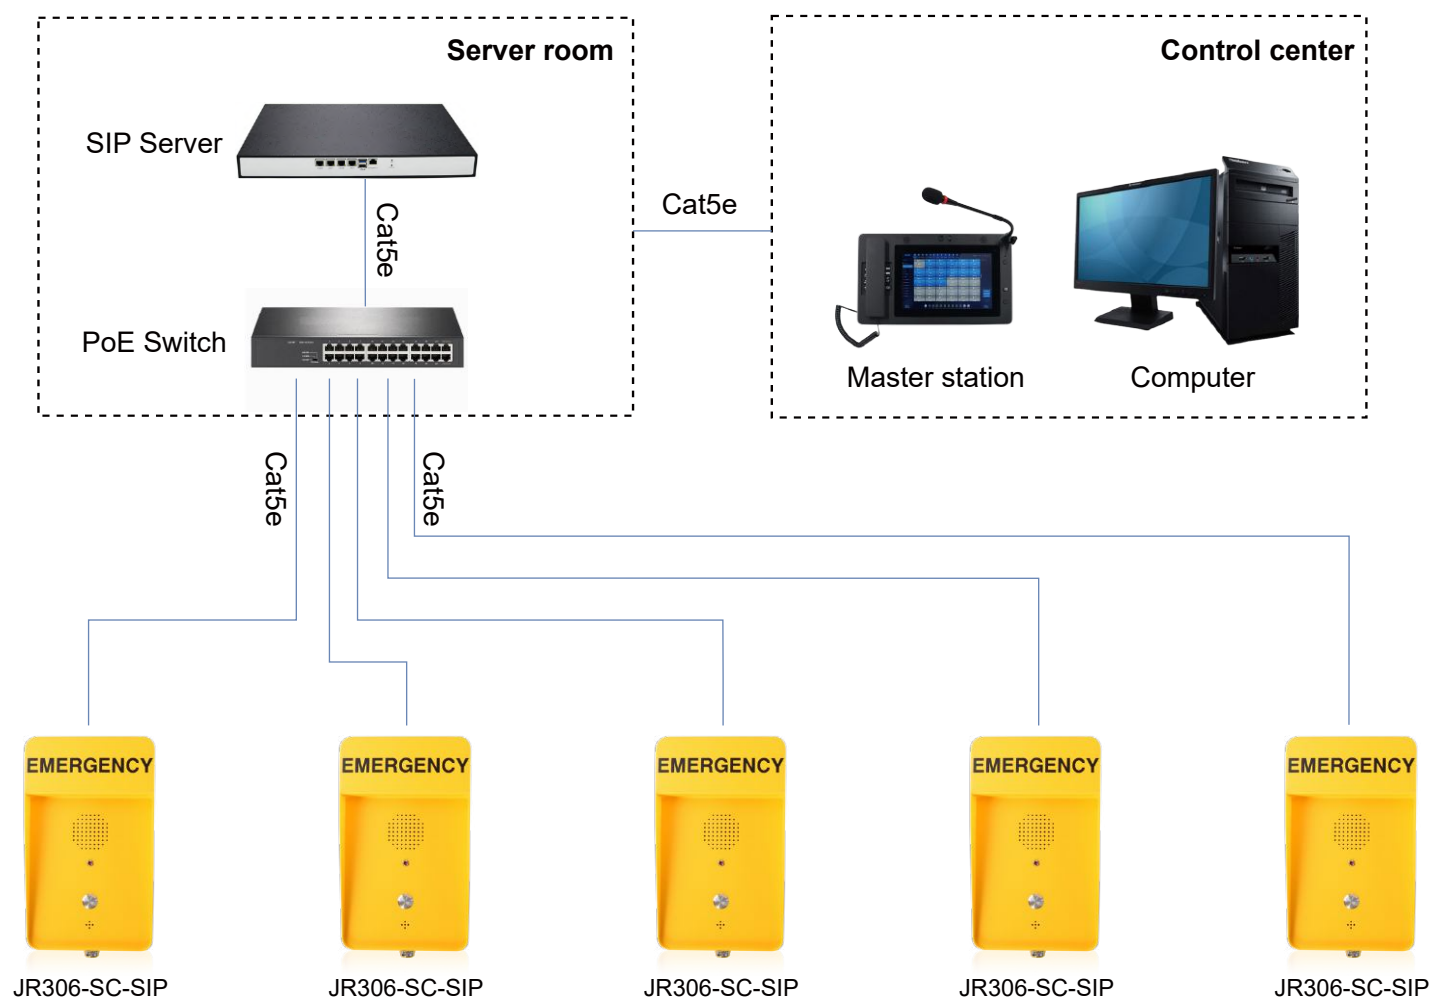 Server room
Control center
SIP Server
Cat5e
Cat5e
PoE Switch
Master station
Computer
Cat5e
Cat5e
EMERGENCY
EMERGENCY
EMERGENCY
EMERGENCY
EMERGENCY
JR306-SC-SIP
JR306-SC-SIP
JR306-SC-SIP
JR306-SC-SIP
JR306-SC-SIP